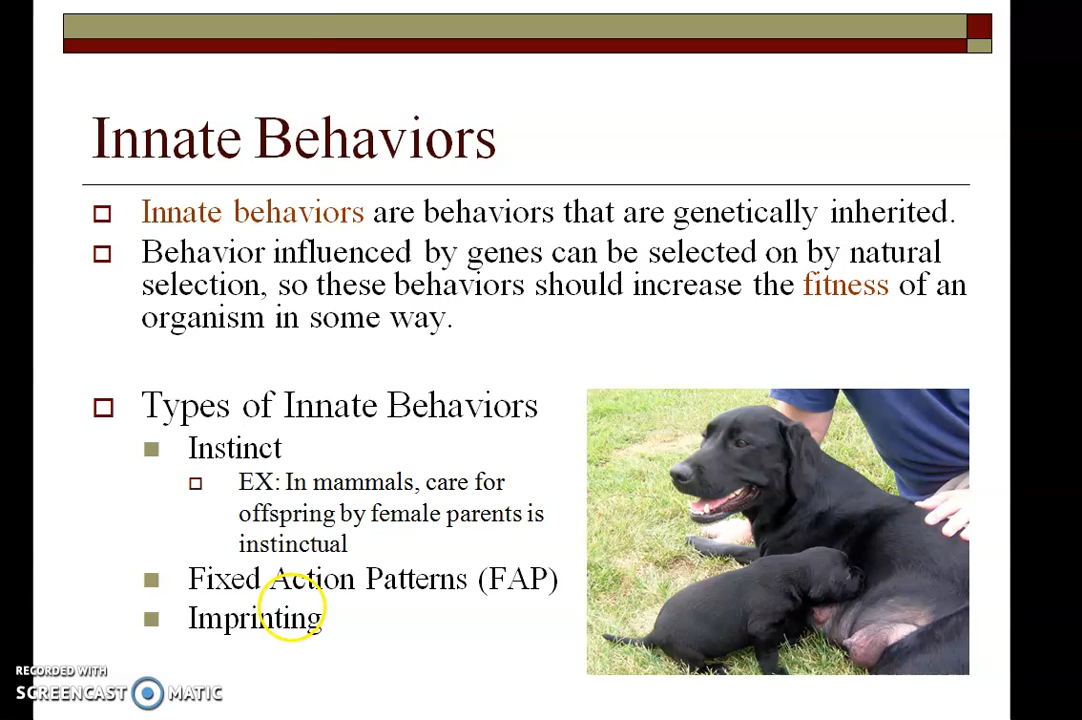 Innate Behaviors
Innate behaviors are behaviors that are genetically inherited.
Behavior influenced by genes can be selected on by natural
selection, so these behaviors should increase the fitness of an
organism in some way.
Types of Innate Behaviors
Instinct
EX: In mammals, care for
offspring by female parents is
instinctual
Fixed Action Patterns (FAP)
Imprinting
RECORDED WITH
SCREENCAST MATIC